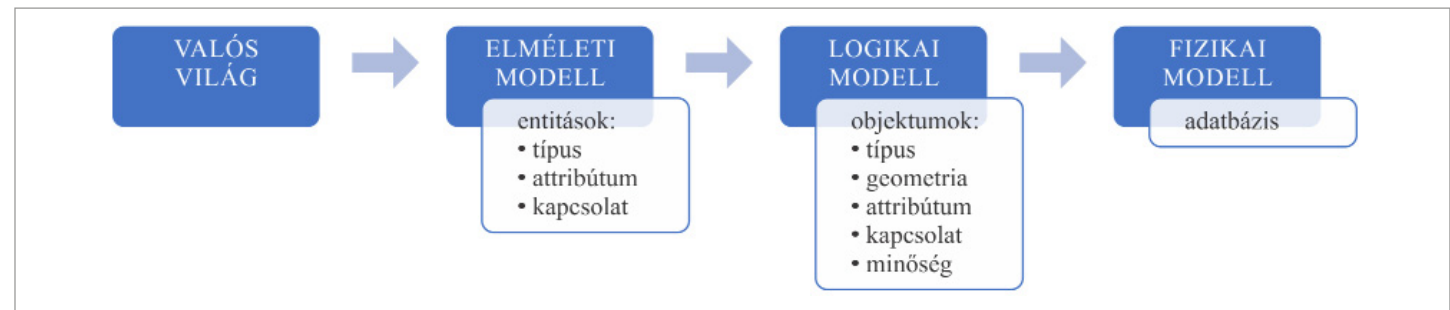 VALÓS
VILÁG
ELMÉLETI
MODELL
entitások:
• típus
• attribútum
• kapcsolat
LOGIKAI
MODELL
objektumok:
• típus
• geometria
• attribútum
• kapcsolat
• minőség
FIZIKAI
MODELL
adatbázis